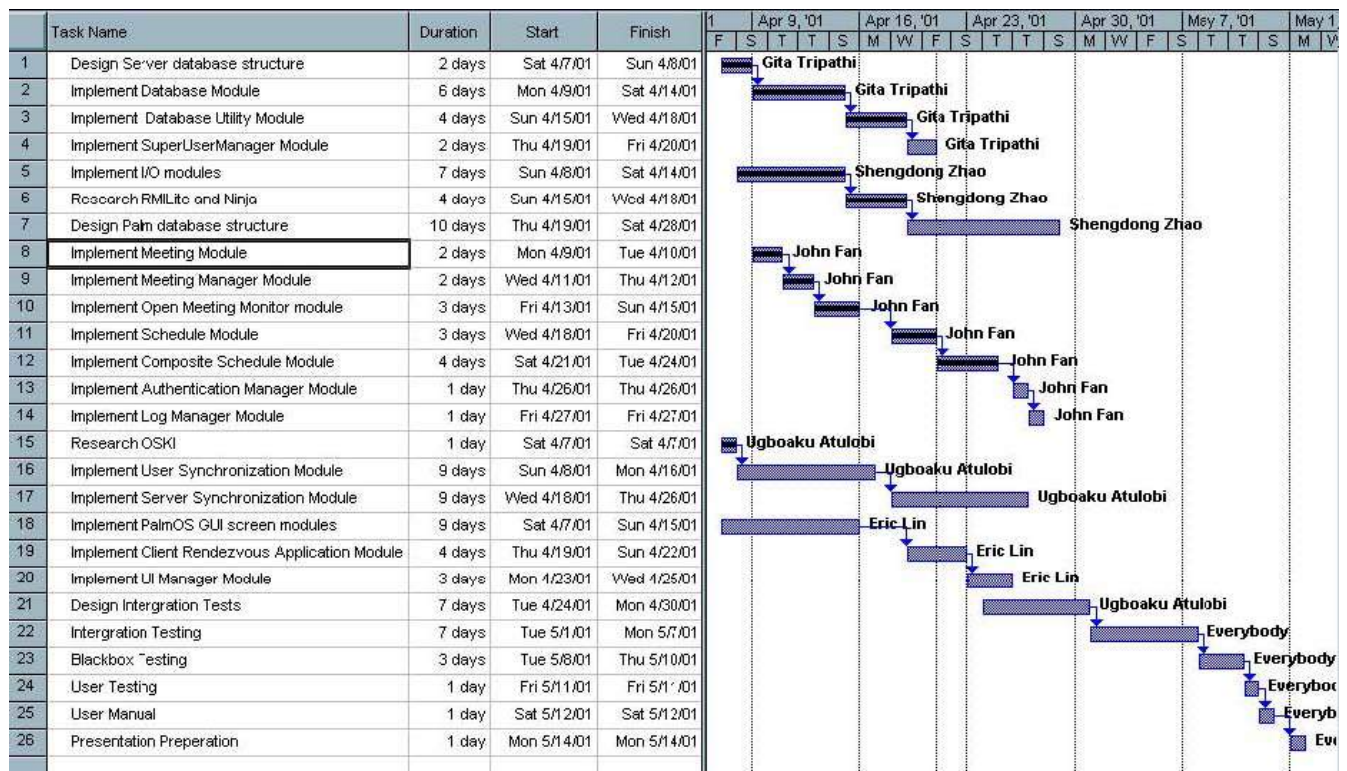 1 Apr 9, '01 Apr 16, '01 Apr 23, '01 Apr 30, '01 May 7, '01 May 1
Task Name Duration Start Finish
F S T T S M W F S T T S M W F S T T S M W
1 Design Server database structure 2 days Sat 4/7/01 Sun 4/8/01 Gita Tripathi
2 Implement Database Module 6 days Mon 4/9/01 Sat 4/14/01 Gita Tripathi
3 Implement Database Utility Module 4 days Sun 4/15/01 Wed 4/18/01 Gita Tripathi
4 Implement SuperUserManager Module 2 days Thu 4/19/01 Fri 4/20/01 Gita Tripathi
5 Implement I/O modules 7 days Sun 4/8/01 Sat 4/14/01 Shengdong Zhao
6 Research RMILite and Ninja 4 days Sun 4/15/01 Wed 4/18/01 Shengdong Zhao
7 Design Palm database structure 10 days Thu 4/19/01 Sat 4/28/01 Shengdong Zhao
8 Implement Meeting Module 2 days Mon 4/9/01 Tue 4/10/01 John Fan
9 Implement Meeting Manager Module 2 days Wed 4/11/01 Thu 4/12/01 John Fan
10 Implement Open Meeting Monitor module 3 days Fri 4/13/01 Sun 4/15/01 John Fan
11 Implement Schedule Module 3 days Wed 4/18/01 Fri 4/20/01 John Fan
12 Implement Composite Schedule Module 4 days Sat 4/21/01 Tue 4/24/01 John Fan
13 Implement Authentication Manager Module 1 day Thu 4/26/01 Thu 4/26/01 John Fan
14 Implement Log Manager Module 1 day Fri 4/27/01 Fri 4/27/01 John Fan
15 Research OSKI 1 day Sat 4/7/01 Sat 4/7/01 Ugboaku Atulobi
16 Implement User Synchronization Module 9 days Sun 4/8/01 Mon 4/16/01 Ugboaku Atulobi
17 Implement Server Synchronization Module 9 days Wed 4/18/01 Thu 4/26/01 Ugboaku Atulobi
18 Implement PalmOS GUI screen modules 9 days Sat 4/7/01 Sun 4/15/01 Eric Lin
19 Implement Client Rendezvous Application Module 4 days Thu 4/19/01 Sun 4/22/01 Eric Lin
20 Implement UI Manager Module 3 days Mon 4/23/01 Wed 4/25/01 Eric Lin
21 Design Intergration Tests 7 days Tue 4/24/01 Mon 4/30/01 Ugboaku Atulobi
22 Intergration Testing 7 days Tue 5/1/01 Mon 5/7/01 Everybody
23 Blackbox Testing 3 days Tue 5/8/01 Thu 5/10/01 Everybody
24 User Testing 1 day Fri 5/11/01 Fri 5/11/01 Everyboc
25 User Manual 1 day Sat 5/12/01 Sat 5/12/01 Everyb
26 Presentation Preperation 1 day Mon 5/14/01 Mon 5/14/01 Eve